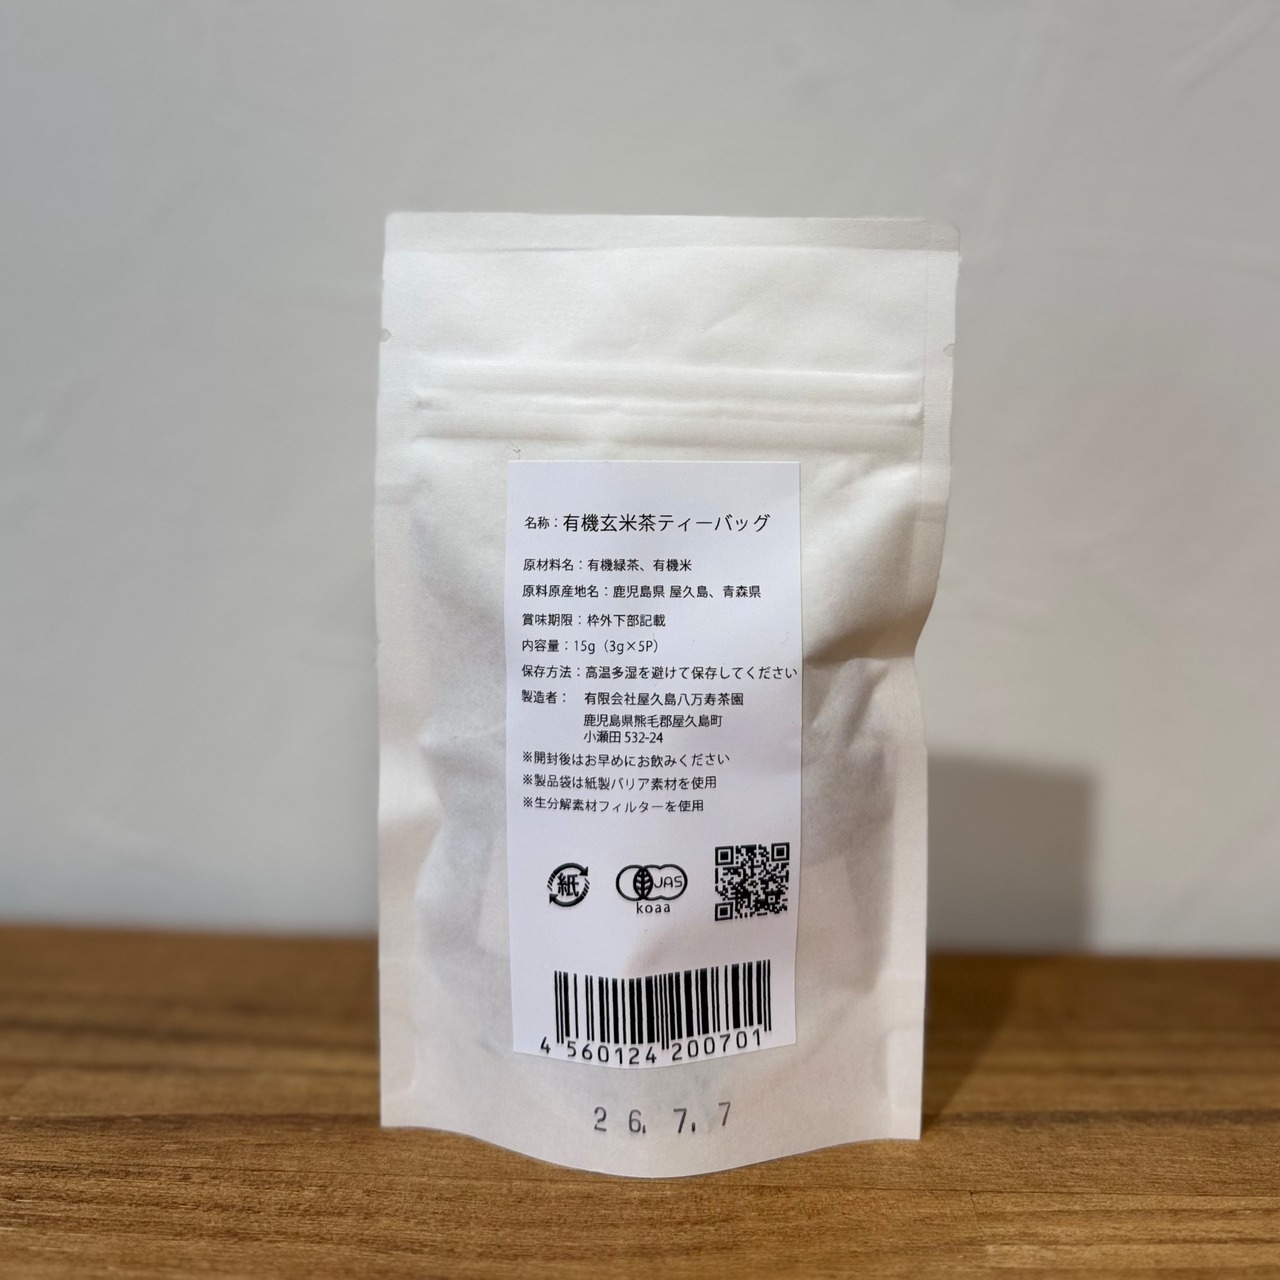 名称：有機玄米茶ティーバッグ
原材料名：有機緑茶、有機米
原料原産地名：鹿児島県 屋久島、青森県
賞味期限：枠外下部記載
内容量：15g（3g×5P）
保存方法：高温多湿を避けて保存してください
製造者： 有限会社屋久島八万寿茶園
鹿児島県熊毛郡屋久島町
小瀬田 532-24
※開封後はお早めにお飲みください
※製品袋は紙製バリア素材を使用
※生分解素材フィルターを使用
紙
JAS
koaa
4 560124 200701
26. 7. 7